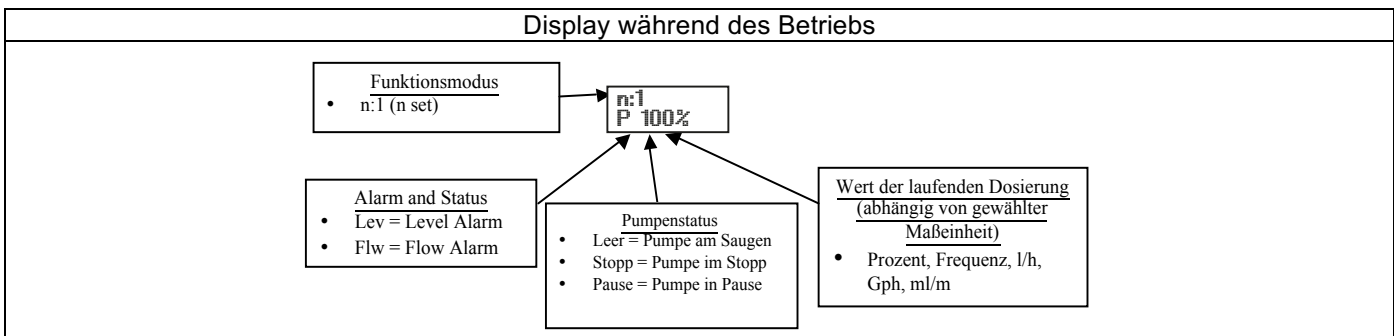 Display während des Betriebs
Funktionsmodus
• n:1 (n set)
n:1
P 100%
Alarm and Status
• Lev = Level Alarm
• Flw = Flow Alarm
Pumpenstatus
• Leer = Pumpe am Saugen
• Stopp = Pumpe im Stopp
• Pause = Pumpe in Pause
Wert der laufenden Dosierung
(abhängig von gewählter
Maßeinheit)
• Prozent, Frequenz, l/h,
Gph, ml/m